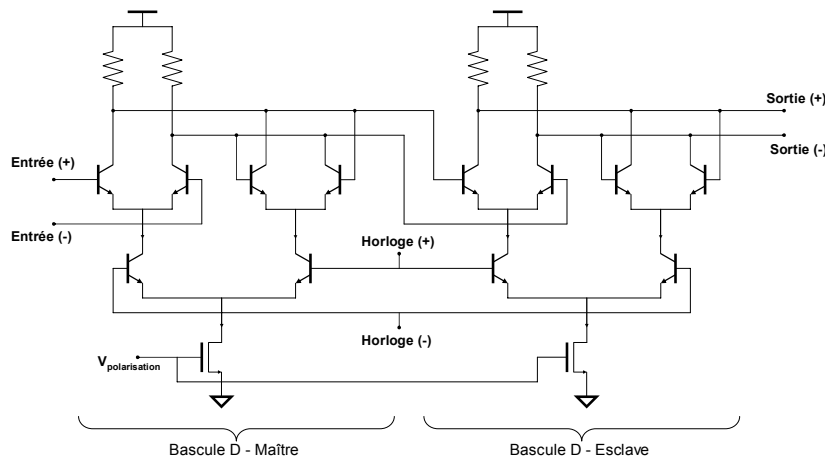 Sortie (+)
Sortie (-)
Entrée (+)
Entrée (-)
Horloge (+)
Horloge (-)
Vpolarisation
Bascule D - Maître
Bascule D - Esclave